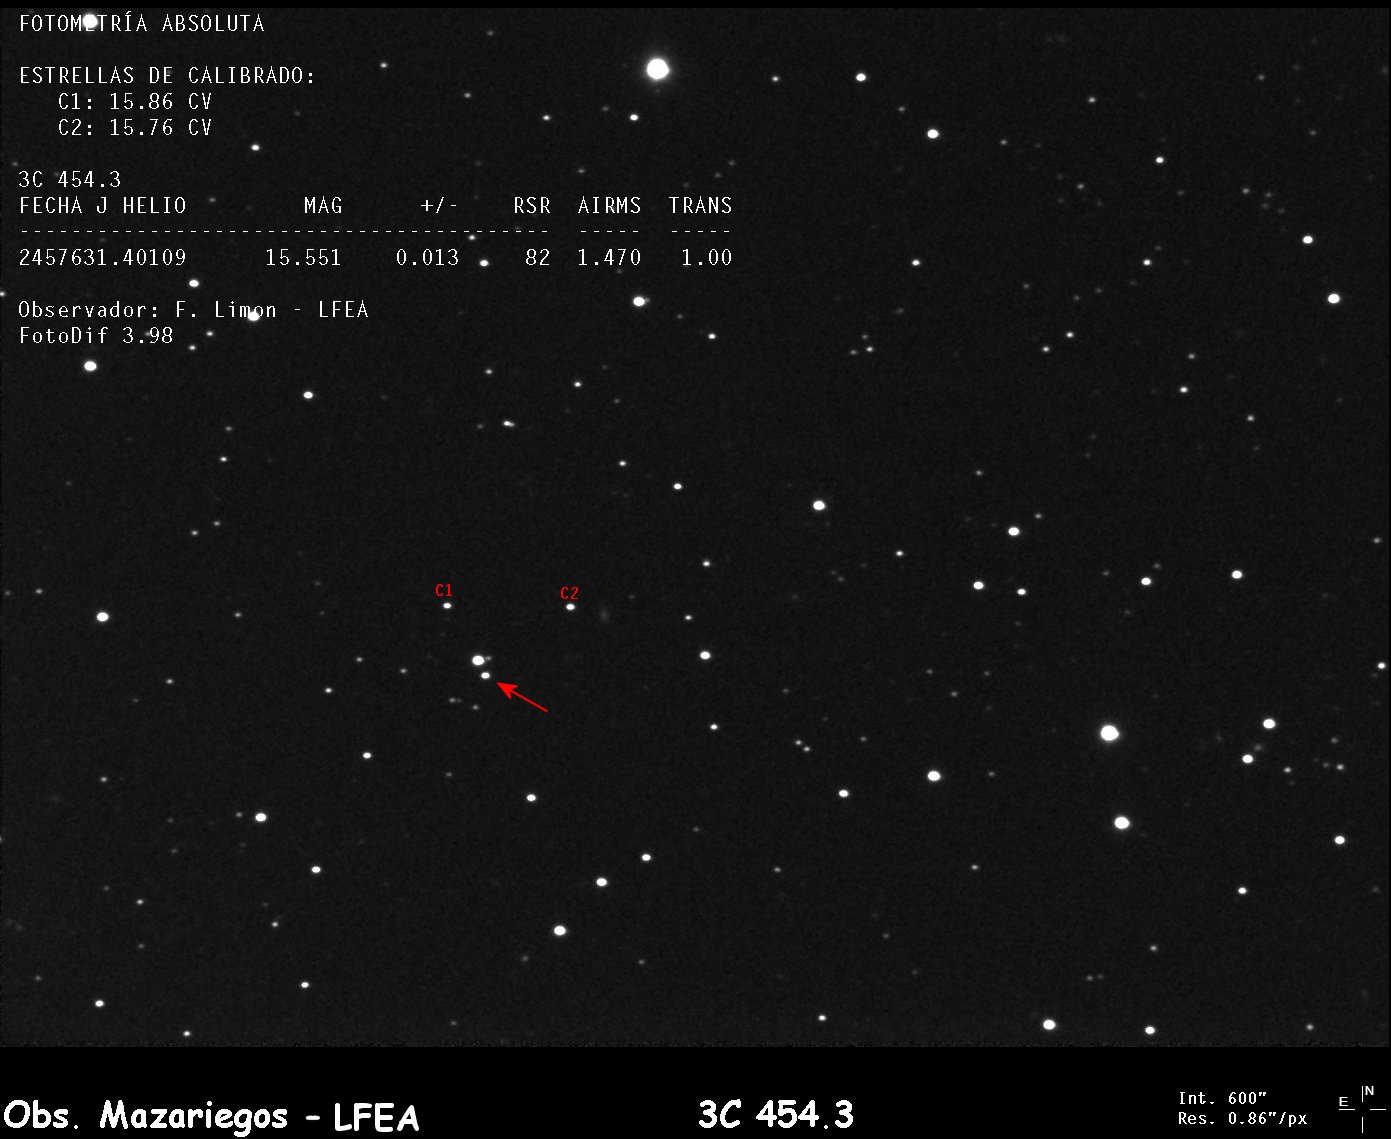 FOTOMETRÍA ABSOLUTA
ESTRELLAS DE CALIBRADO:
C1: 15.86 CV
C2: 15.76 CV
3C 454.3
FECHA J HELIO MAG +/- RSR AIRMS TRANS
----------------------------------------- ----- -----
2457631.40109 15.551 0.013 82 1.470 1.00
Observador: F. Limon - LFEA
FotoDif 3.98
C1
C2
Obs. Mazariegos - LFEA
3C 454.3
Int. 600"
Res. 0.86"/px
N
E